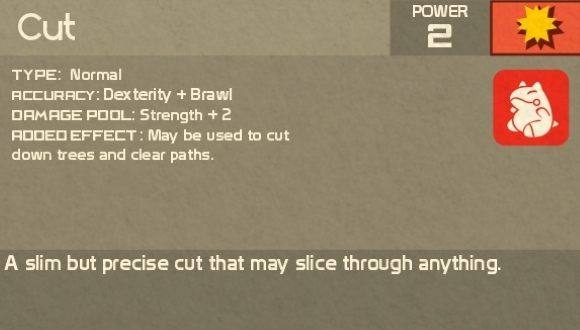 Cut
POWER
2
TYPE: Normal
ACCURACY: Dexterity + Brawl
DAMAGE POOL: Strength + 2
ADDED EFFECT: May be used to cut
down trees and clear paths.
A slim but precise cut that may slice through anything.